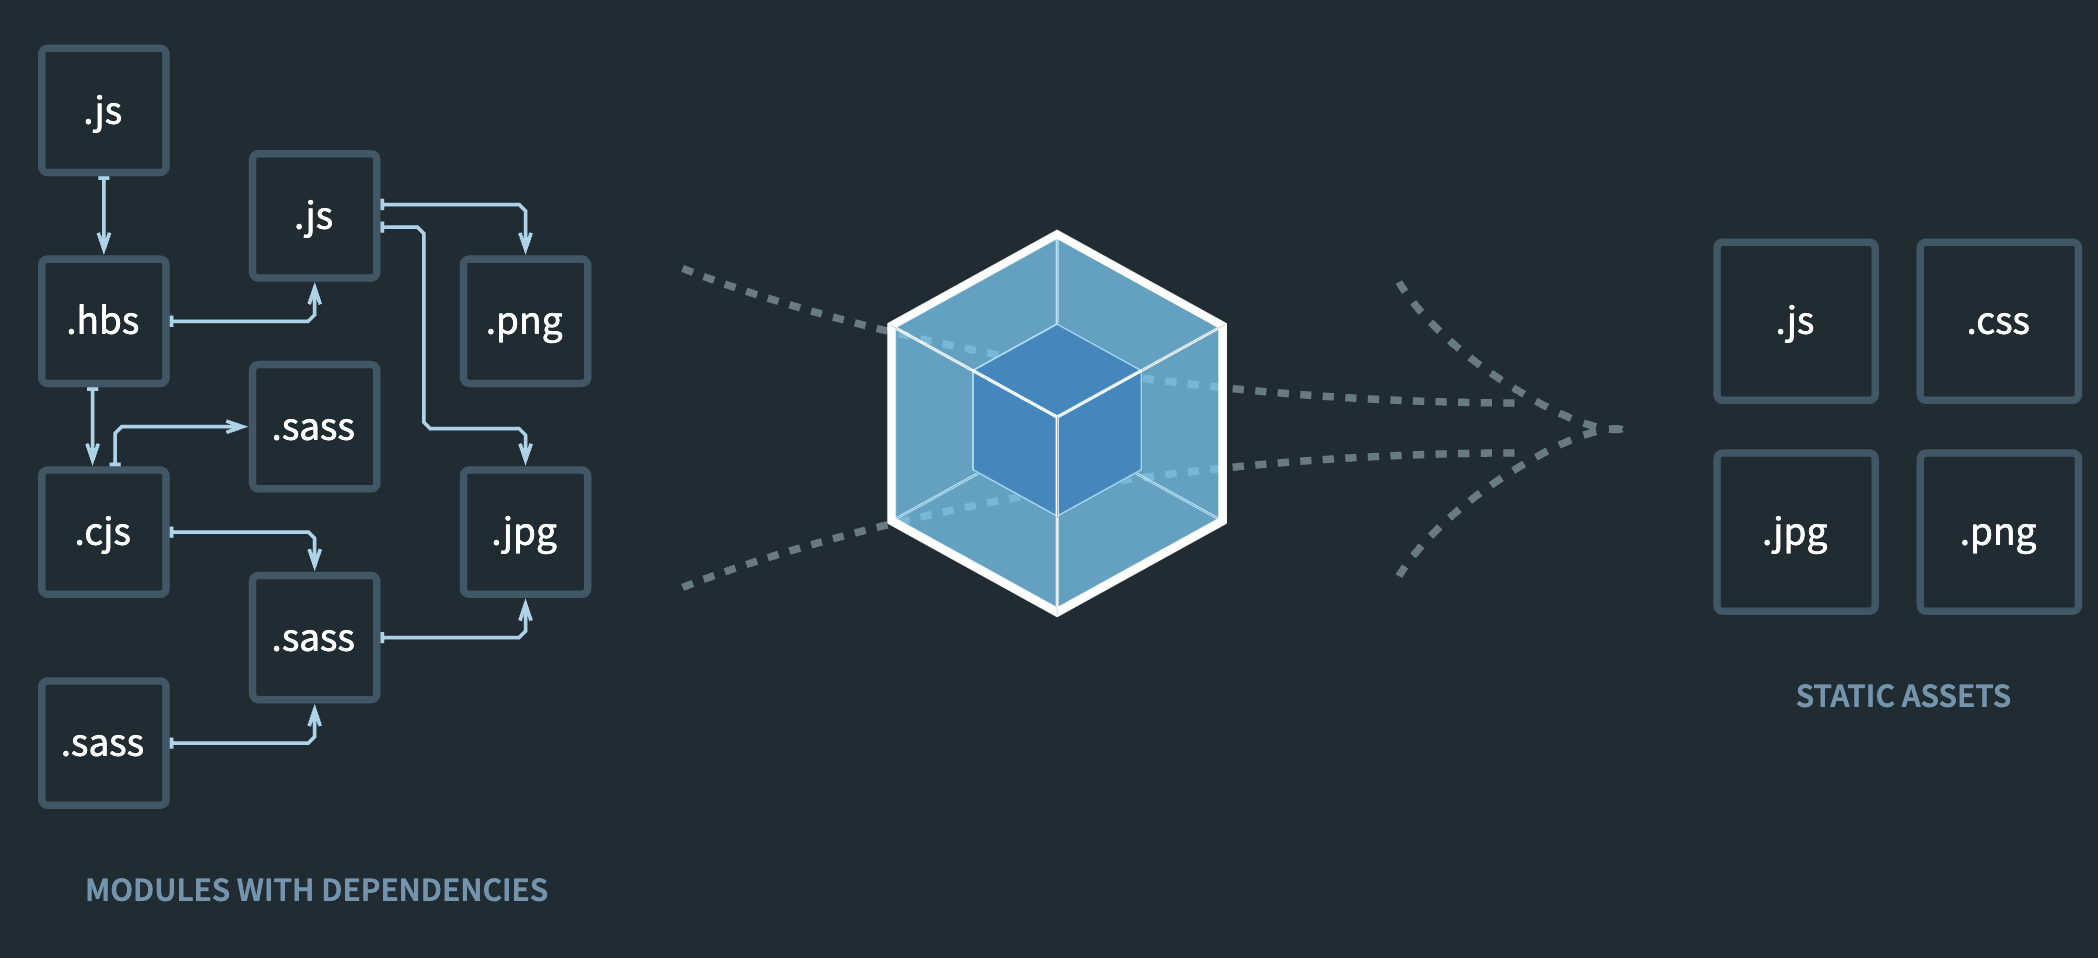 .js
.js
.hbs
.png
.sass
.cjs
.jpg
.sass
.sass
MODULES WITH DEPENDENCIES
.js
.css
.jpg
.png
STATIC ASSETS